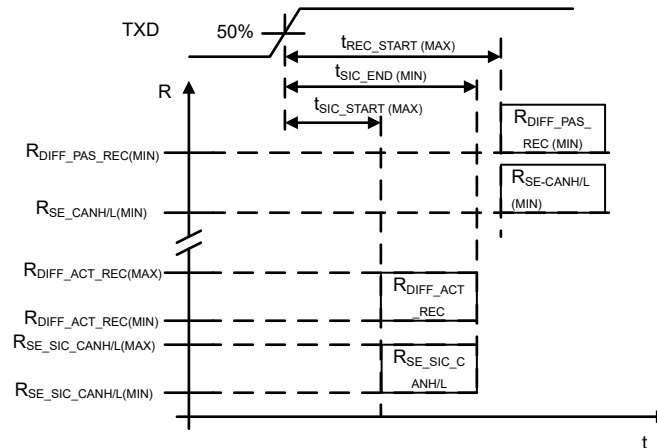 TXD
50%
tREC_START (MAX)
tSIC_END (MIN)
R
tSIC_START (MAX)
RDIFF_PAS_
REC (MIN)
RDIFF_PAS_REC(MIN)
RSE-CANH/L
(MIN)
RSE_CANH/L(MIN)
RDIFF_ACT_REC(MAX)
RDIFF_ACT
_REC
RDIFF_ACT_REC(MIN)
RSE_SIC_CANH/L(MAX)
RSE_SIC_C
ANH/L
RSE_SIC_CANH/L(MIN)
t